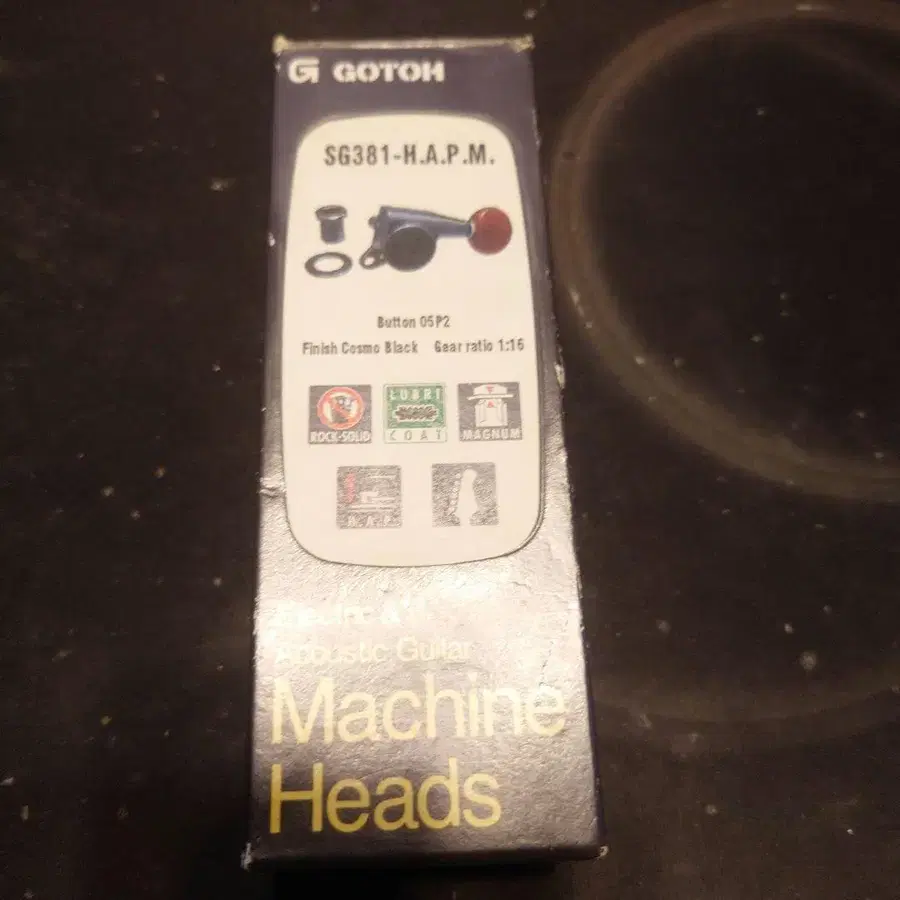 GOTOH
SG381-H.A.P.M.
Button 05P2
Finish Cosmo Black Gear ratio 1:16
ROCK-SOLID
LUBRI
COAT
MAGNUM
H.A.P.
Electric &
Acoustic Guitar
Machine
Heads